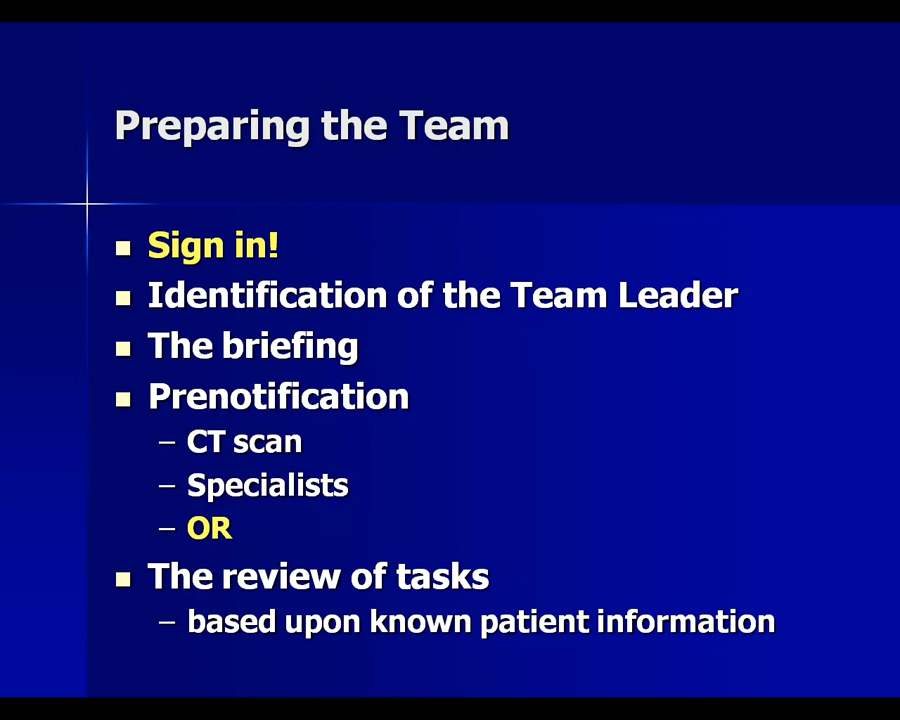 Preparing the Team
Sign in!
Identification of the Team Leader
The briefing
Prenotification
– CT scan
– Specialists
– OR
The review of tasks
– based upon known patient information